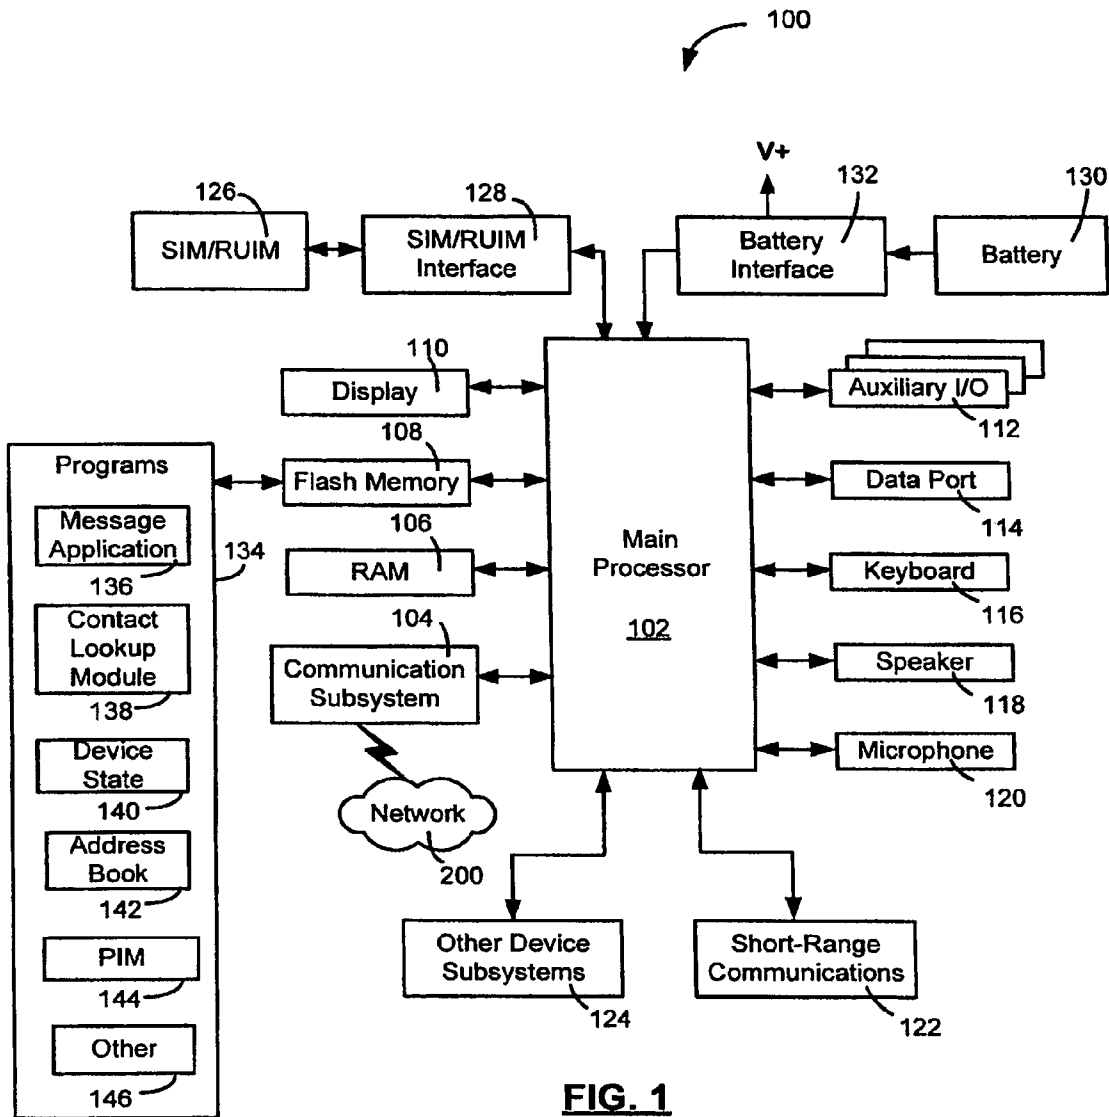 100
V+
126
128
132
130
SIM/RUIM
SIM/RUIM
Interface
Battery
Interface
Battery
110
Display
Auxiliary I/O
112
108
Programs
Flash Memory
Data Port
114
Message
Application
136
134
106
RAM
Main
Processor
102
Keyboard
116
Contact
Lookup
Module
138
104
Communication
Subsystem
Speaker
118
Device
State
140
Microphone
120
Network
200
Address
Book
142
Other Device
Subsystems
124
Short-Range
Communications
122
PIM
144
Other
146
FIG. 1